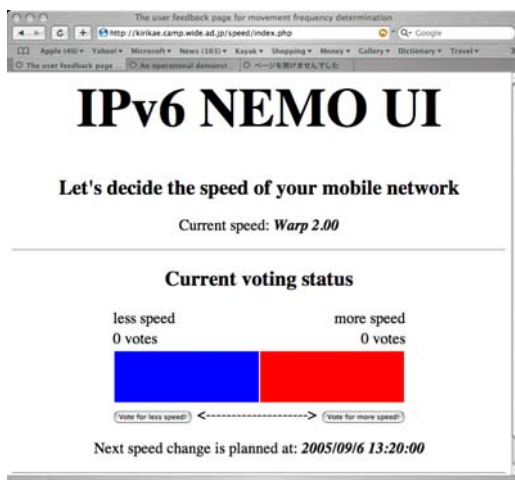 The user feedback page for movement frequency determination
http://kirikae.camp.wide.ad.jp/speed/index.php
Google
Apple (48) Yahoo! Microsoft News (103) Kayak Shopping Money Gallery Dictionary Travel
The user feedback page... An operational demonst... ページを開けませんでした
IPv6 NEMO UI
Let's decide the speed of your mobile network
Current speed: Warp 2.00
Current voting status
less speed more speed
0 votes 0 votes
Vote for less speed! <---------------------> Vote for more speed!
Next speed change is planned at: 2005/09/6 13:20:00